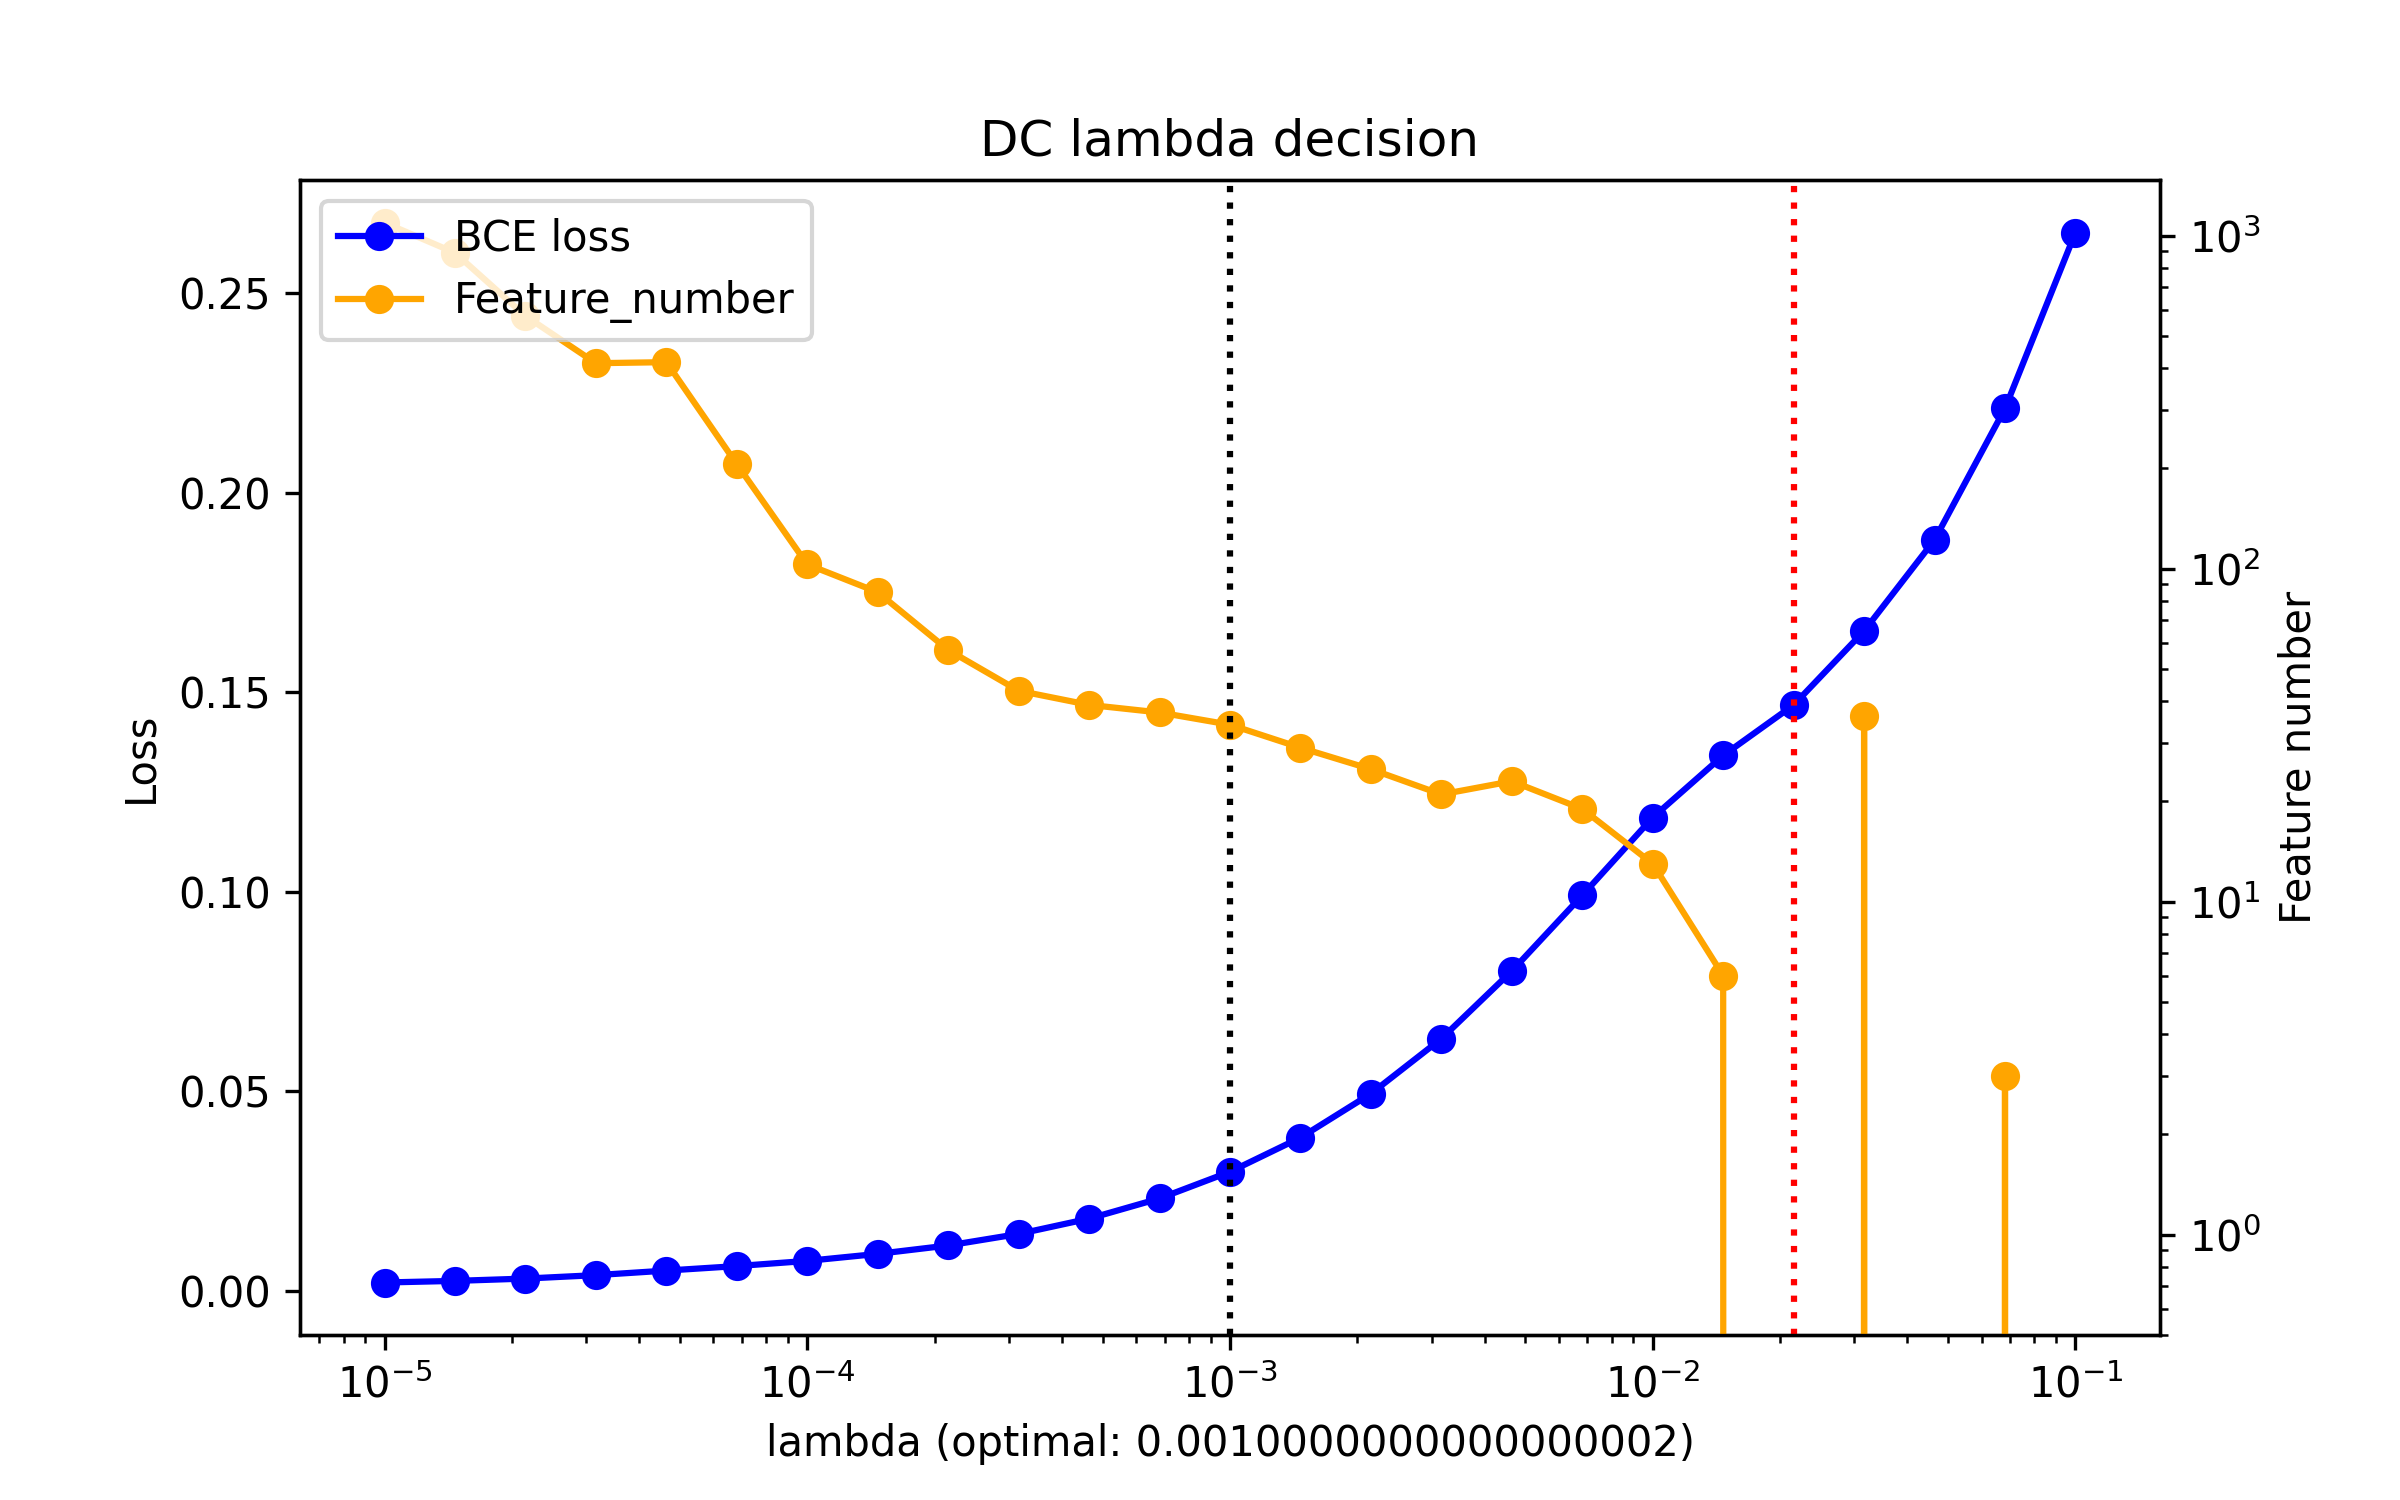 DC lambda decision
BCE loss
Feature_number
0.25
0.20
0.15
0.10
0.05
0.00
Loss
10³
10²
10¹
10⁰
Feature number
10⁻⁵
10⁻⁴
10⁻³
10⁻²
10⁻¹
lambda (optimal: 0.0010000000000000002)